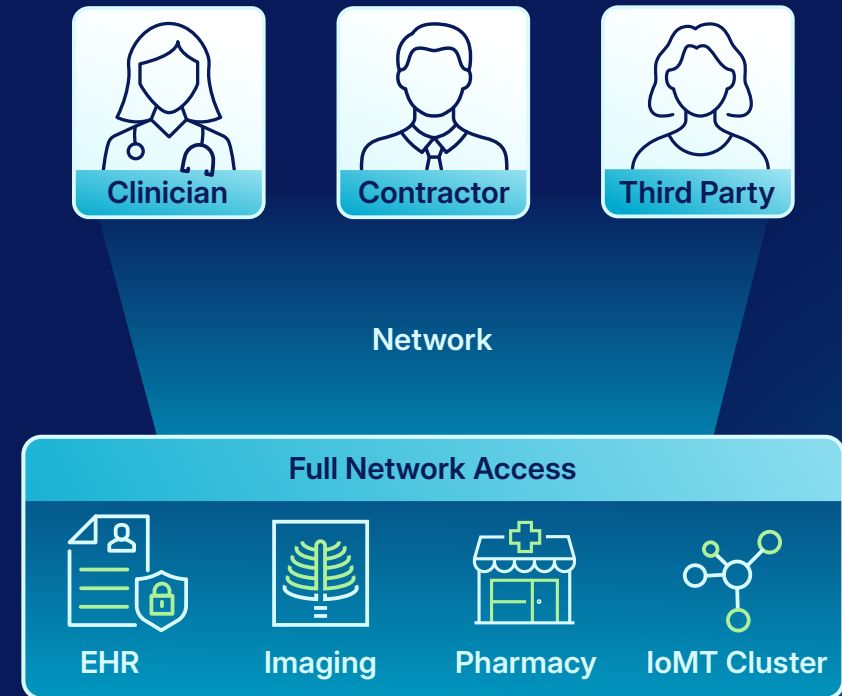 Clinician
Contractor
Third Party
Network
Full Network Access
EHR
Imaging
Pharmacy
IoMT Cluster